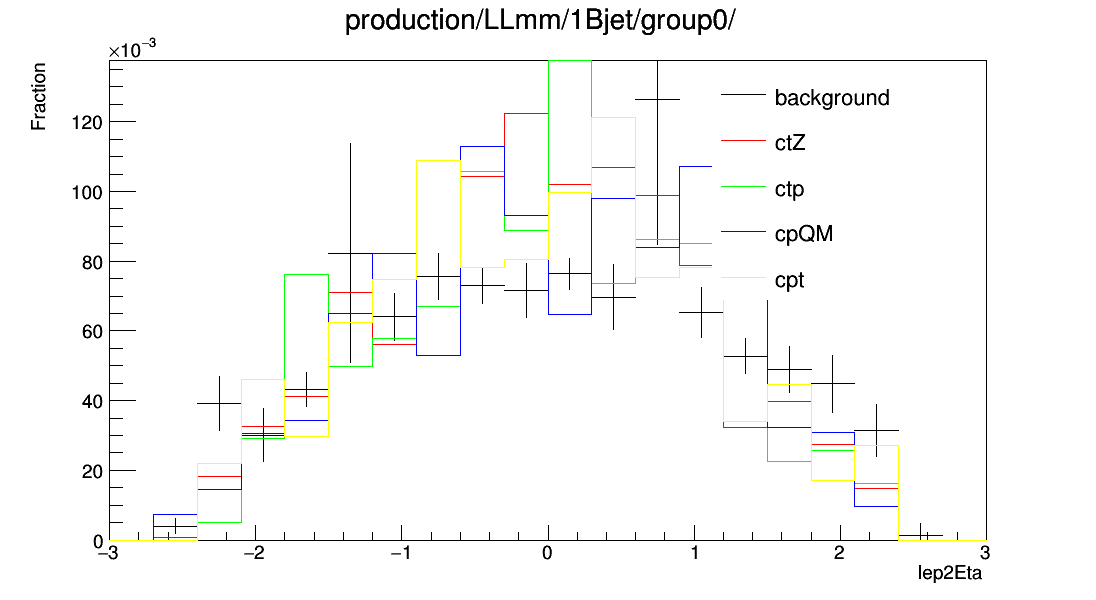 production/LLmm/1Bjet/group0/
×10⁻³
Fraction
120
100
80
60
40
20
0
−3 −2 −1 0 1 2 3
lep2Eta
background
ctZ
ctp
cpQM
cpt